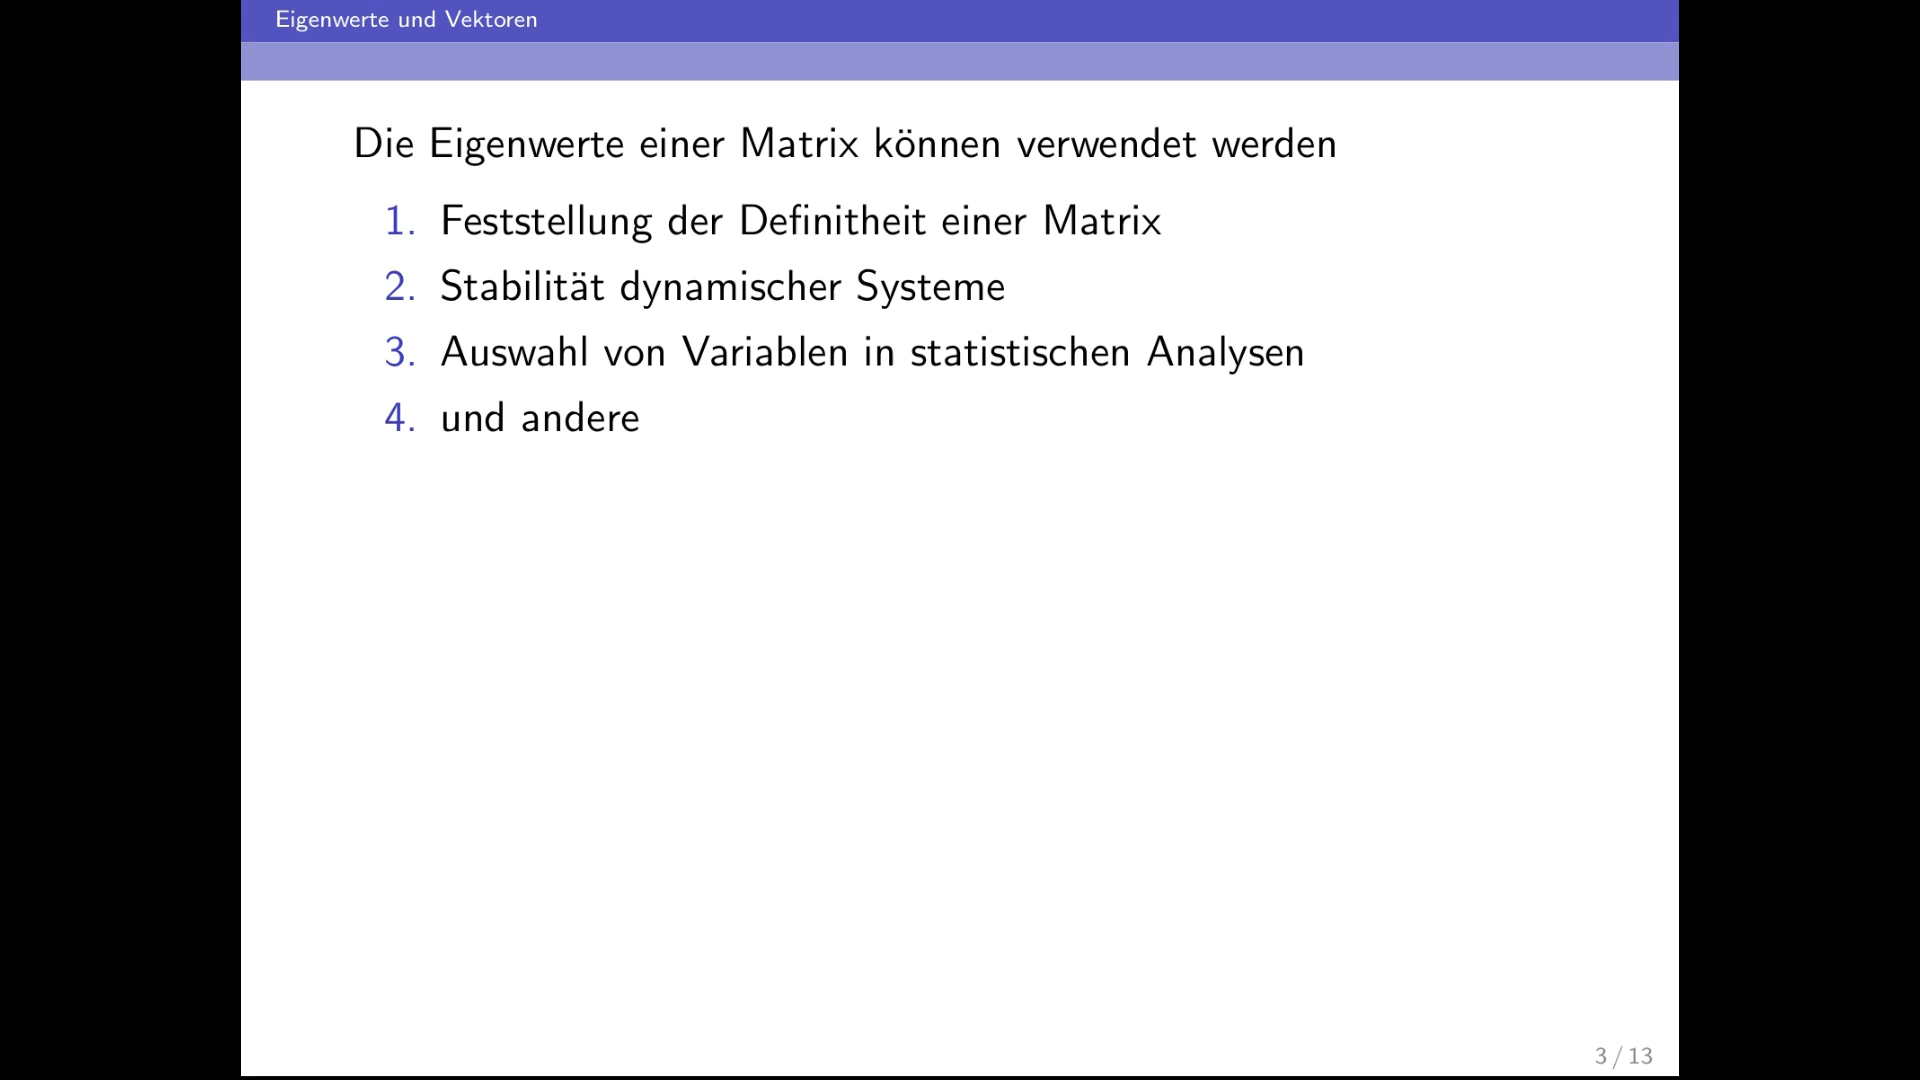 Eigenwerte und Vektoren
Die Eigenwerte einer Matrix können verwendet werden
1. Feststellung der Definitheit einer Matrix
2. Stabilität dynamischer Systeme
3. Auswahl von Variablen in statistischen Analysen
4. und andere
3 / 13